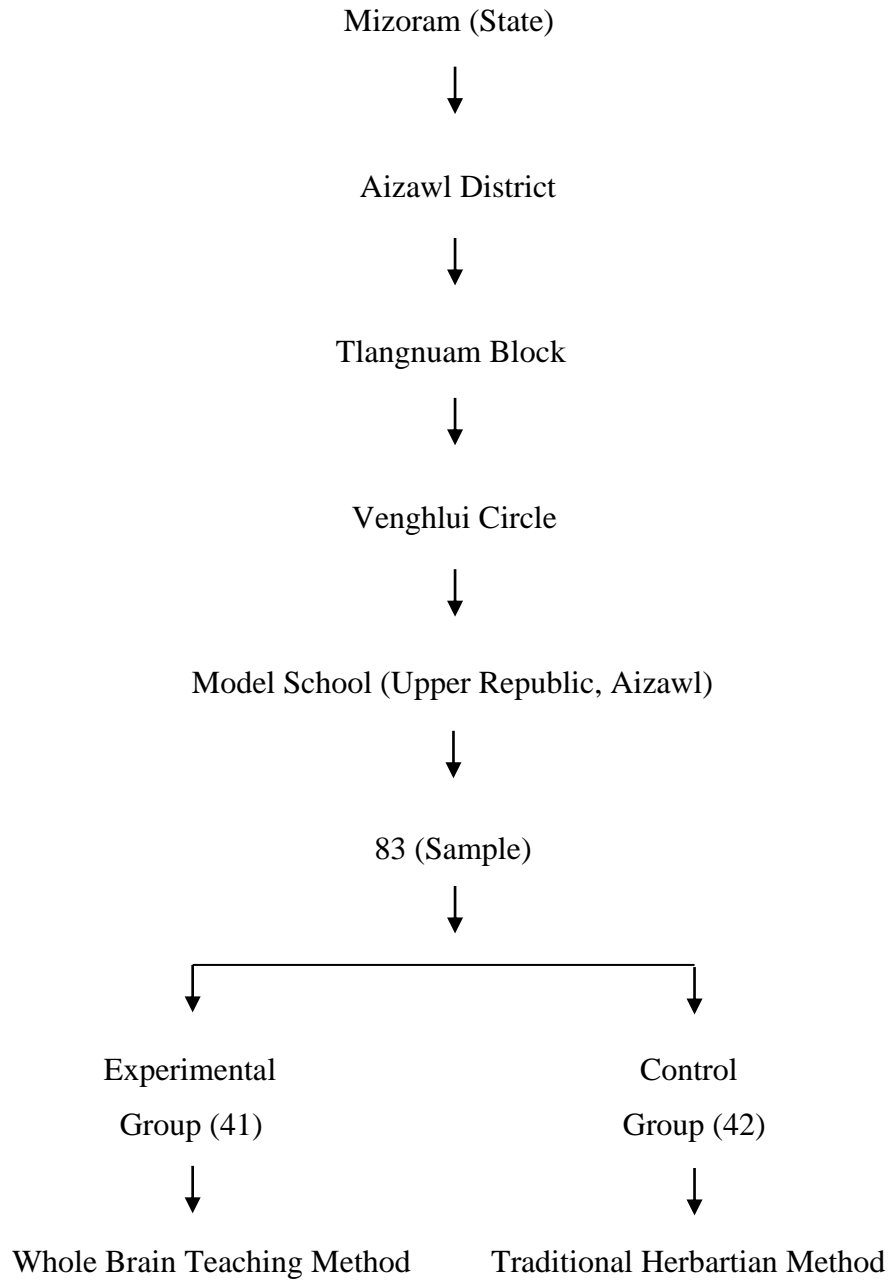 Mizoram (State)
Aizawl District
Tlangnuam Block
Venghlui Circle
Model School (Upper Republic, Aizawl)
83 (Sample)
Experimental
Group (41)
Control
Group (42)
Whole Brain Teaching Method
Traditional Herbartian Method